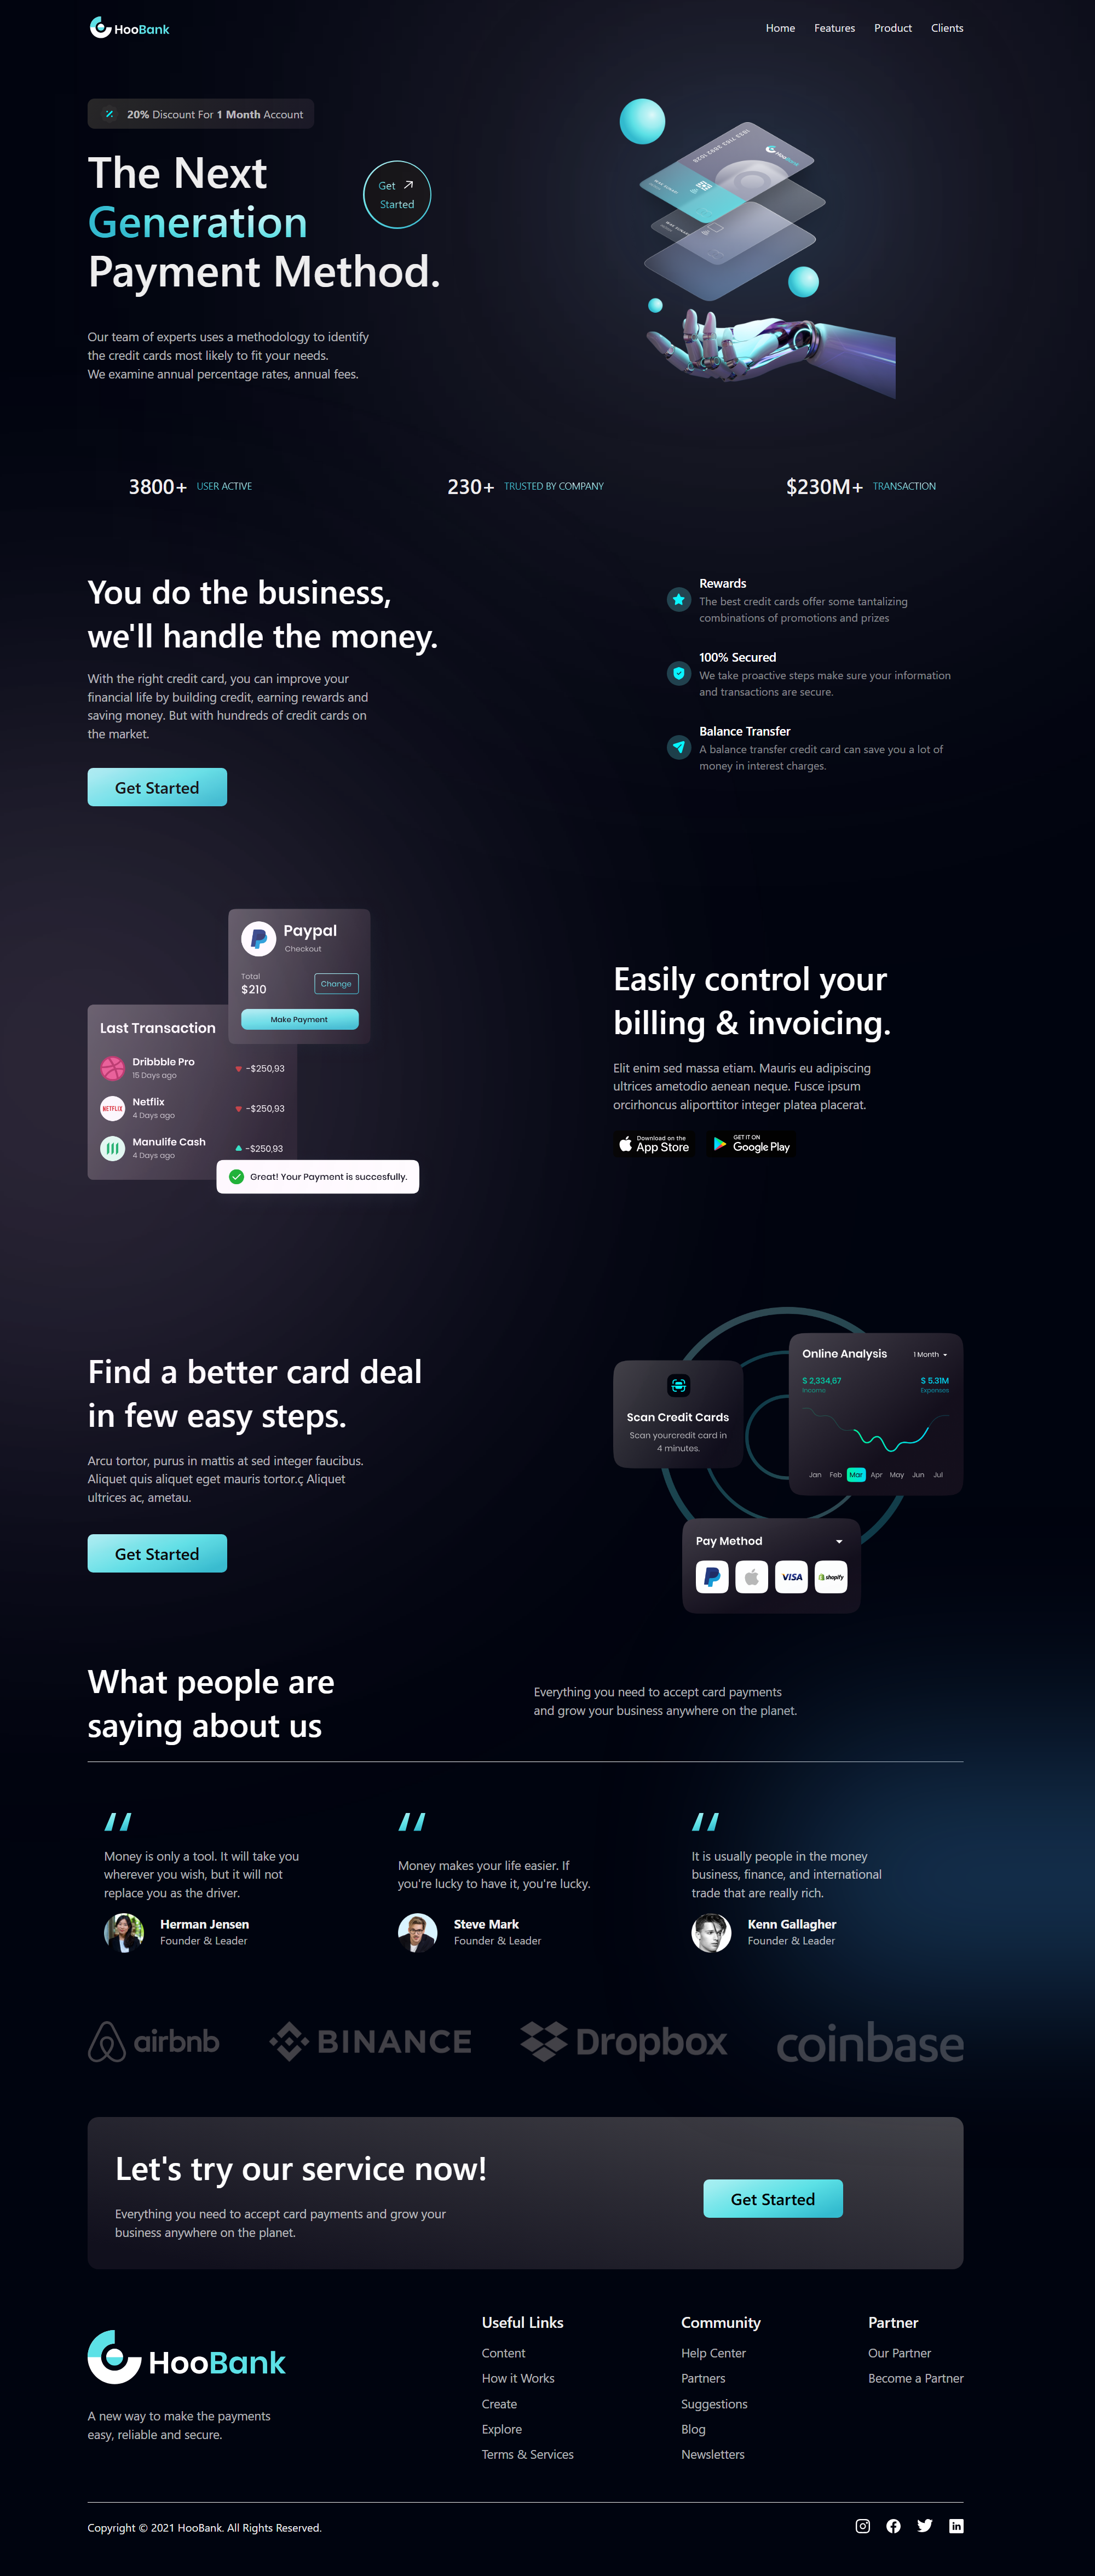 HooBank
Home Features Product Clients
20% Discount For 1 Month Account
The Next
Generation
Payment Method.
Get
Started
HooBank
Our team of experts uses a methodology to identify
the credit cards most likely to fit your needs.
We examine annual percentage rates, annual fees.
3800+ USER ACTIVE
230+ TRUSTED BY COMPANY
$230M+ TRANSACTION
You do the business,
we'll handle the money.
With the right credit card, you can improve your
financial life by building credit, earning rewards and
saving money. But with hundreds of credit cards on
the market.
Get Started
Rewards
The best credit cards offer some tantalizing
combinations of promotions and prizes
100% Secured
We take proactive steps make sure your information
and transactions are secure.
Balance Transfer
A balance transfer credit card can save you a lot of
money in interest charges.
Paypal
Checkout
Total
$210
Change
Make Payment
Last Transaction
Dribbble Pro
15 Days ago
-$250,93
NETFLIX
Netflix
4 Days ago
-$250,93
Manulife Cash
4 Days ago
-$250,93
Great! Your Payment is succesfully.
Easily control your
billing & invoicing.
Elit enim sed massa etiam. Mauris eu adipiscing
ultrices ametodio aenean neque. Fusce ipsum
orcirhoncus aliporttitor integer platea placerat.
Download on the
App Store
GET IT ON
Google Play
Find a better card deal
in few easy steps.
Arcu tortor, purus in mattis at sed integer faucibus.
Aliquet quis aliquet eget mauris tortor.ç Aliquet
ultrices ac, ametau.
Get Started
Scan Credit Cards
Scan yourcredit card in
4 minutes.
Online Analysis
1 Month
$ 2,334,67
Income
$ 5.31M
Expenses
Jan Feb Mar Apr May Jun Jul
Pay Method
VISA
shopify
What people are
saying about us
Everything you need to accept card payments
and grow your business anywhere on the planet.
Money is only a tool. It will take you
wherever you wish, but it will not
replace you as the driver.
Herman Jensen
Founder & Leader
Money makes your life easier. If
you're lucky to have it, you're lucky.
Steve Mark
Founder & Leader
It is usually people in the money
business, finance, and international
trade that are really rich.
Kenn Gallagher
Founder & Leader
airbnb
BINANCE
Dropbox
coinbase
Let's try our service now!
Everything you need to accept card payments and grow your
business anywhere on the planet.
Get Started
HooBank
A new way to make the payments
easy, reliable and secure.
Useful Links
Content
How it Works
Create
Explore
Terms & Services
Community
Help Center
Partners
Suggestions
Blog
Newsletters
Partner
Our Partner
Become a Partner
Copyright © 2021 HooBank. All Rights Reserved.